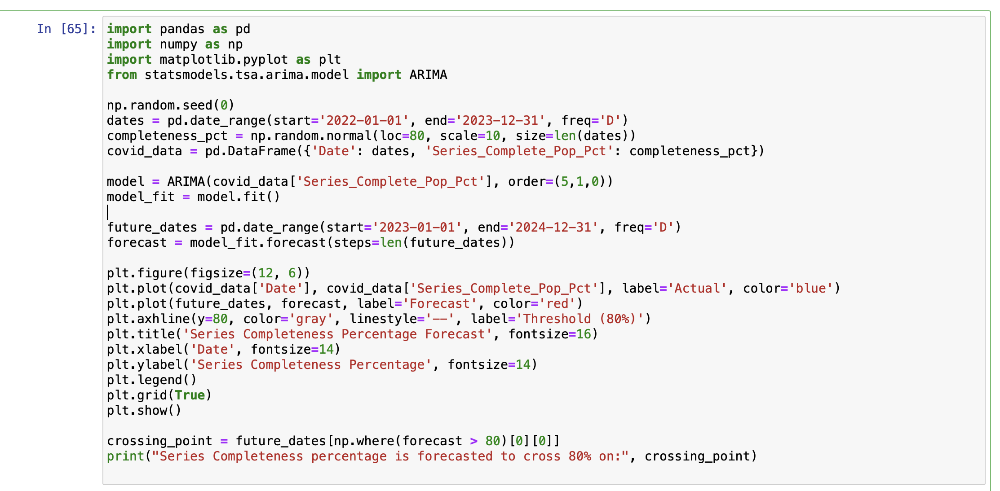 In [65]:
import pandas as pd
import numpy as np
import matplotlib.pyplot as plt
from statsmodels.tsa.arima.model import ARIMA
np.random.seed(0)
dates = pd.date_range(start='2022-01-01', end='2023-12-31', freq='D')
completeness_pct = np.random.normal(loc=80, scale=10, size=len(dates))
covid_data = pd.DataFrame({'Date': dates, 'Series_Complete_Pop_Pct': completeness_pct})
model = ARIMA(covid_data['Series_Complete_Pop_Pct'], order=(5,1,0))
model_fit = model.fit()
future_dates = pd.date_range(start='2023-01-01', end='2024-12-31', freq='D')
forecast = model_fit.forecast(steps=len(future_dates))
plt.figure(figsize=(12, 6))
plt.plot(covid_data['Date'], covid_data['Series_Complete_Pop_Pct'], label='Actual', color='blue')
plt.plot(future_dates, forecast, label='Forecast', color='red')
plt.axhline(y=80, color='gray', linestyle='--', label='Threshold (80%)')
plt.title('Series Completeness Percentage Forecast', fontsize=16)
plt.xlabel('Date', fontsize=14)
plt.ylabel('Series Completeness Percentage', fontsize=14)
plt.legend()
plt.grid(True)
plt.show()
crossing_point = future_dates[np.where(forecast > 80)[0][0]]
print("Series Completeness percentage is forecasted to cross 80% on:", crossing_point)